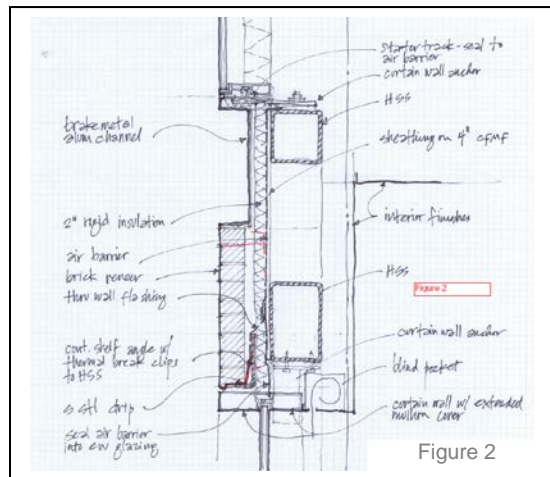 starter track - seal to
air barrier
curtain wall anchor
HSS
brake metal
alum channel
sheathing on 4" cfmf
2" rigid insulation
interior finishes
air barrier
brick veneer
thru wall flashing
HSS
Figure 2
cont. shelf angle w/
thermal break clips
to HSS
curtain wall anchor
blind pocket
s stl drip
seal air barrier
into cw glazing
curtain wall w/ extended
mullion cover
Figure 2